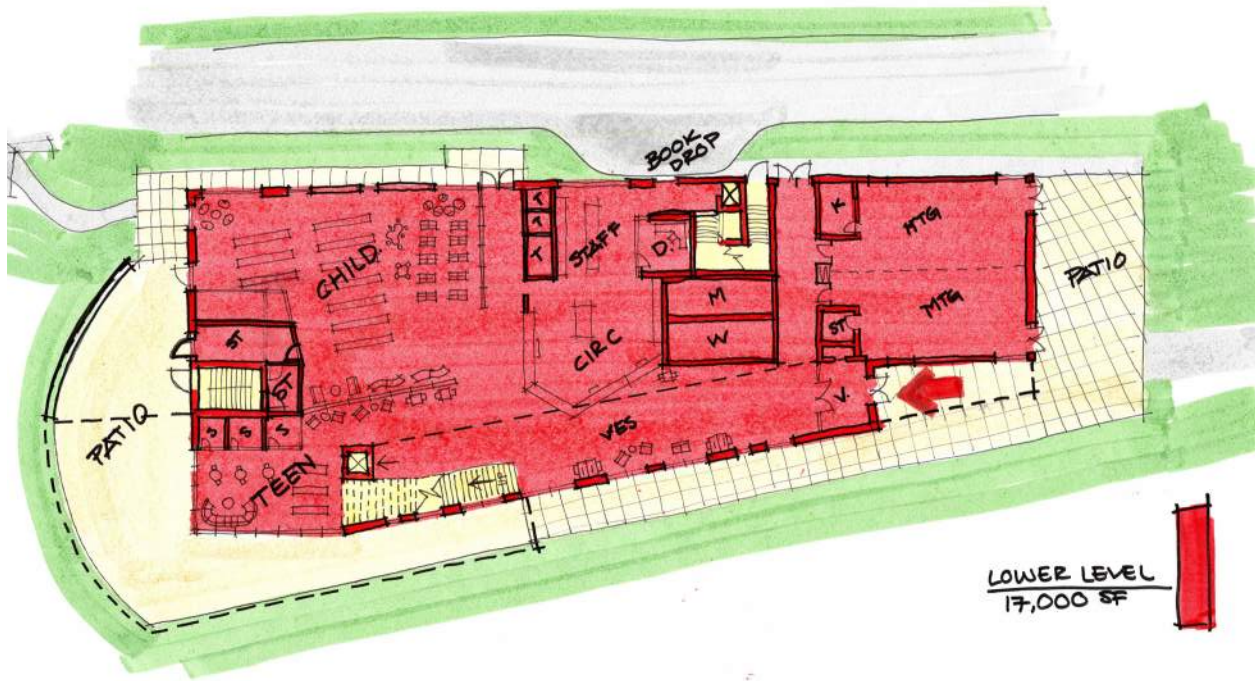 BOOK
DROP
T
T
T
STAFF
D.
K
MTG
MTG
PATIO
CHILD
M
W
CIRC
ST
ST
ST
V.
VES
S
S
S
PATIO
TEEN
UP
LOWER LEVEL
17,000 SF